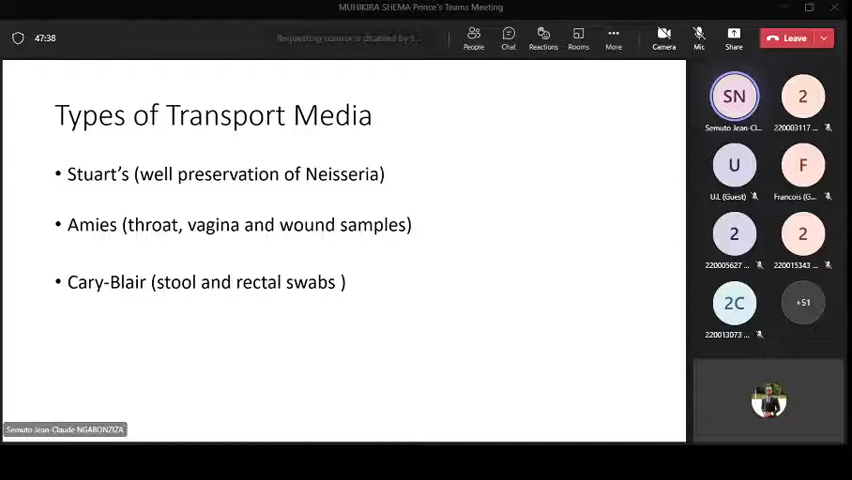 MUHIKIRA SHEMA Prince's Teams Meeting
47:38
Requesting control is disabled by t...
People
Chat
Reactions
Rooms
More
Camera
Mic
Share
Leave
Types of Transport Media
• Stuart's (well preservation of Neisseria)
• Amies (throat, vagina and wound samples)
• Cary-Blair (stool and rectal swabs )
SN
2
Semuto Jean-Cl...
220003117 ...
U
F
U.L (Guest)
Francois (G...
2
2
220005627 ...
220015343 ...
2C
+51
220013073 ...
Semuto Jean-Claude NGABONZIZA